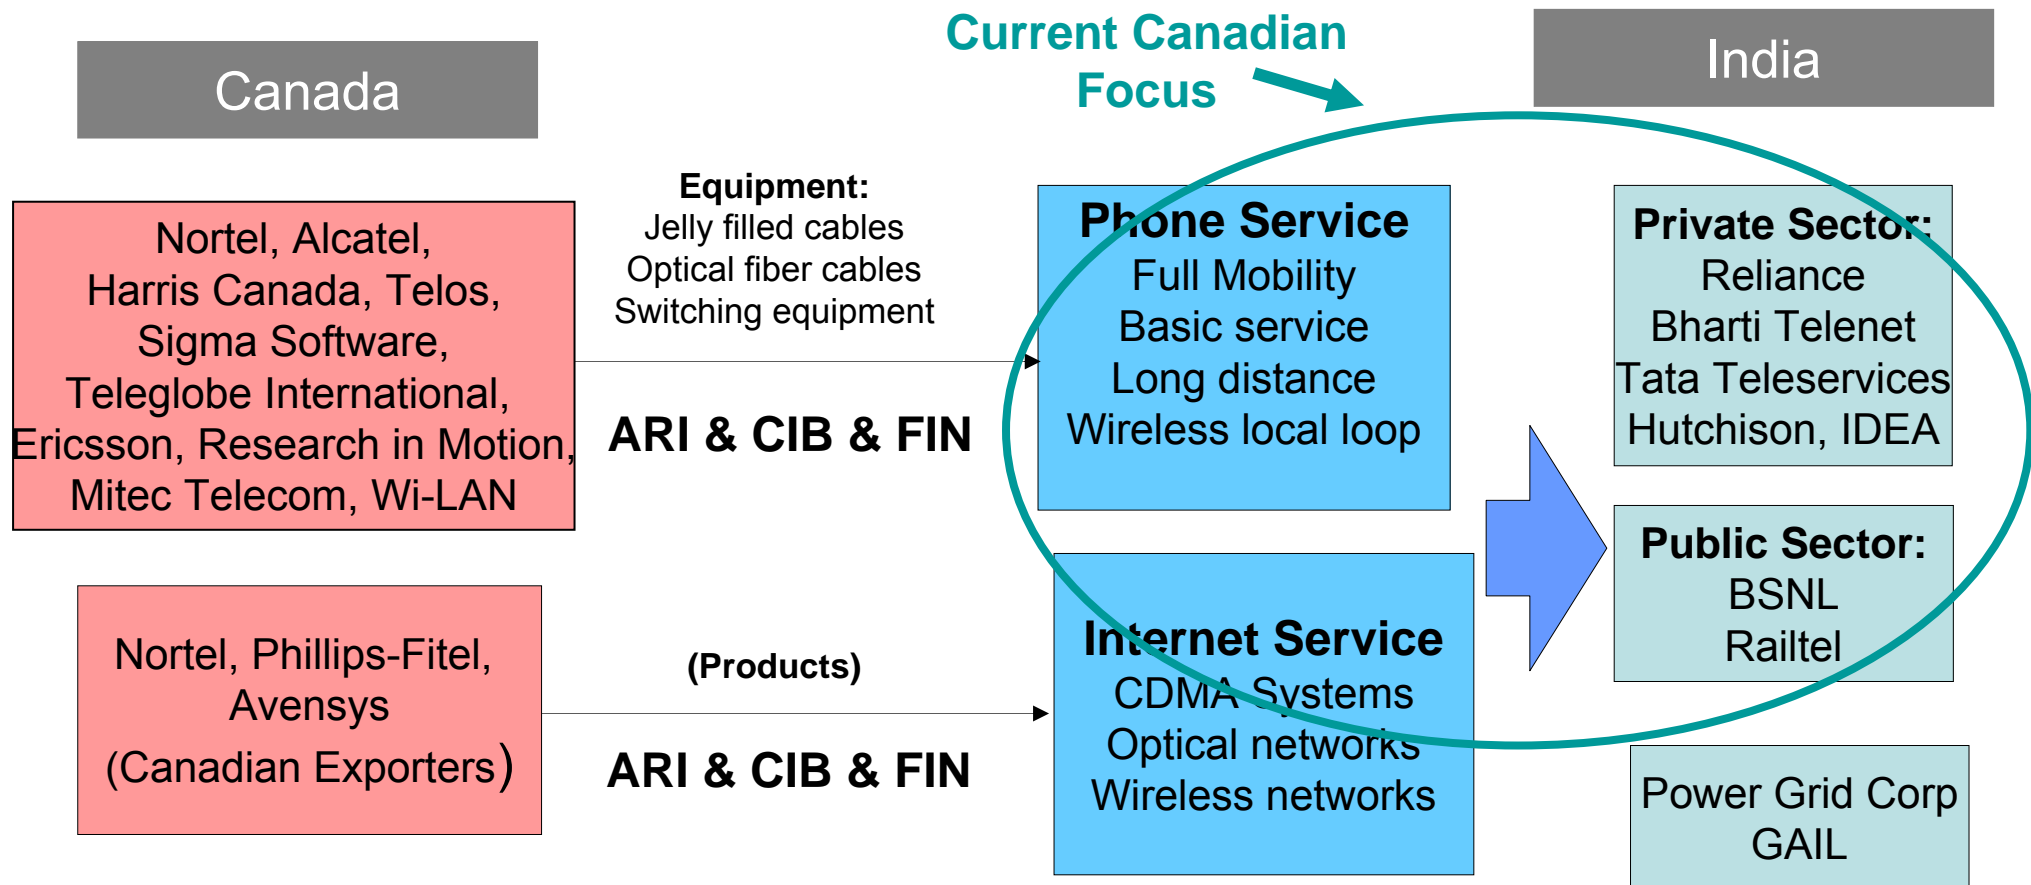 Canada
Current Canadian
Focus
India
Nortel, Alcatel,
Harris Canada, Telos,
Sigma Software,
Teleglobe International,
Ericsson, Research in Motion,
Mitec Telecom, Wi-LAN
Equipment:
Jelly filled cables
Optical fiber cables
Switching equipment
ARI & CIB & FIN
Phone Service
Full Mobility
Basic service
Long distance
Wireless local loop
Private Sector:
Reliance
Bharti Telenet
Tata Teleservices
Hutchison, IDEA
Public Sector:
BSNL
Railtel
Nortel, Phillips-Fitel,
Avensys
(Canadian Exporters)
(Products)
ARI & CIB & FIN
Internet Service
CDMA Systems
Optical networks
Wireless networks
Power Grid Corp
GAIL